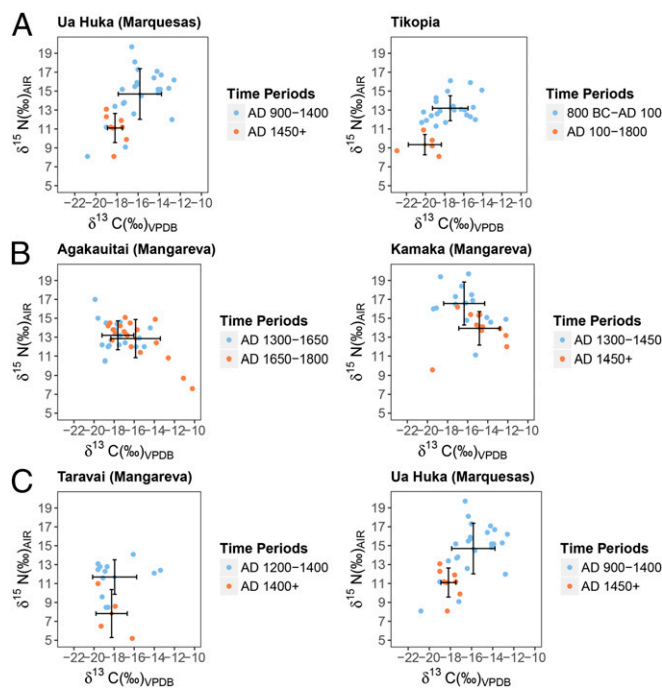 A
Ua Huka (Marquesas)
δ15 N(‰)AIR
19
17
15
13
11
9
7
5
−22−20−18−16−14−12−10
δ13 C(‰)VPDB
Time Periods
AD 900−1400
AD 1450+
Tikopia
δ15 N(‰)AIR
19
17
15
13
11
9
7
5
−22−20−18−16−14−12−10
δ13 C(‰)VPDB
Time Periods
800 BC−AD 100
AD 100−1800
B
Agakauitai (Mangareva)
δ15 N(‰)AIR
19
17
15
13
11
9
7
5
−22−20−18−16−14−12−10
δ13 C(‰)VPDB
Time Periods
AD 1300−1650
AD 1650−1800
Kamaka (Mangareva)
δ15 N(‰)AIR
19
17
15
13
11
9
7
5
−22−20−18−16−14−12−10
δ13 C(‰)VPDB
Time Periods
AD 1300−1450
AD 1450+
C
Taravai (Mangareva)
δ15 N(‰)AIR
19
17
15
13
11
9
7
5
−22−20−18−16−14−12−10
δ13 C(‰)VPDB
Time Periods
AD 1200−1400
AD 1400+
Ua Huka (Marquesas)
δ15 N(‰)AIR
19
17
15
13
11
9
7
5
−22−20−18−16−14−12−10
δ13 C(‰)VPDB
Time Periods
AD 900−1400
AD 1450+